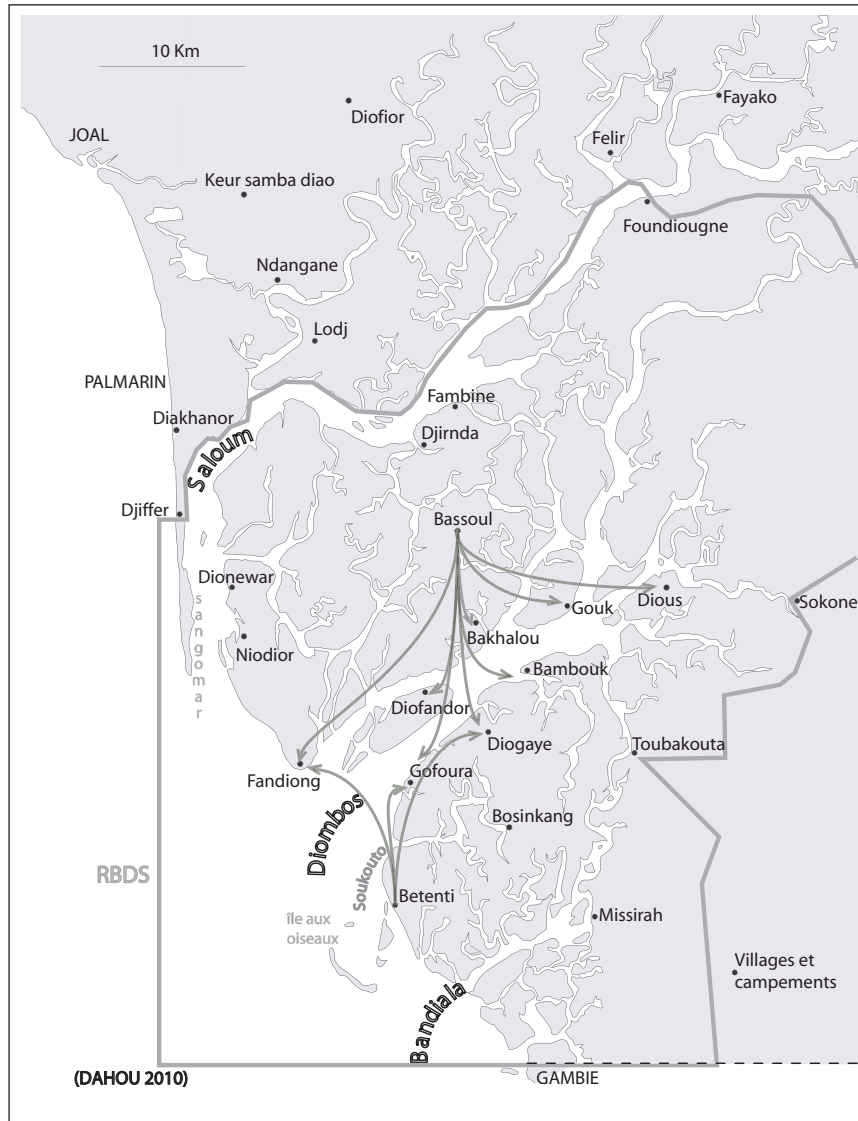 10 Km
Fayako
Diofior
JOAL
Felir
Keur samba diao
Foundiougne
Ndangane
Lodj
PALMARIN
Fambine
Diakhanor
Djirnda
Saloum
Djiffer
Bassoul
Dionewar
Dious
Gouk
Sokone
sangomar
Bakhalou
Niodior
Bambouk
Diofandor
Diogaye
Toubakouta
Fandiong
Gofoura
Diombos
Bosinkang
RBDS
Soukouto
Betenti
île aux
oiseaux
Missirah
Villages et
campements
Bandiala
(DAHOU 2010)
GAMBIE